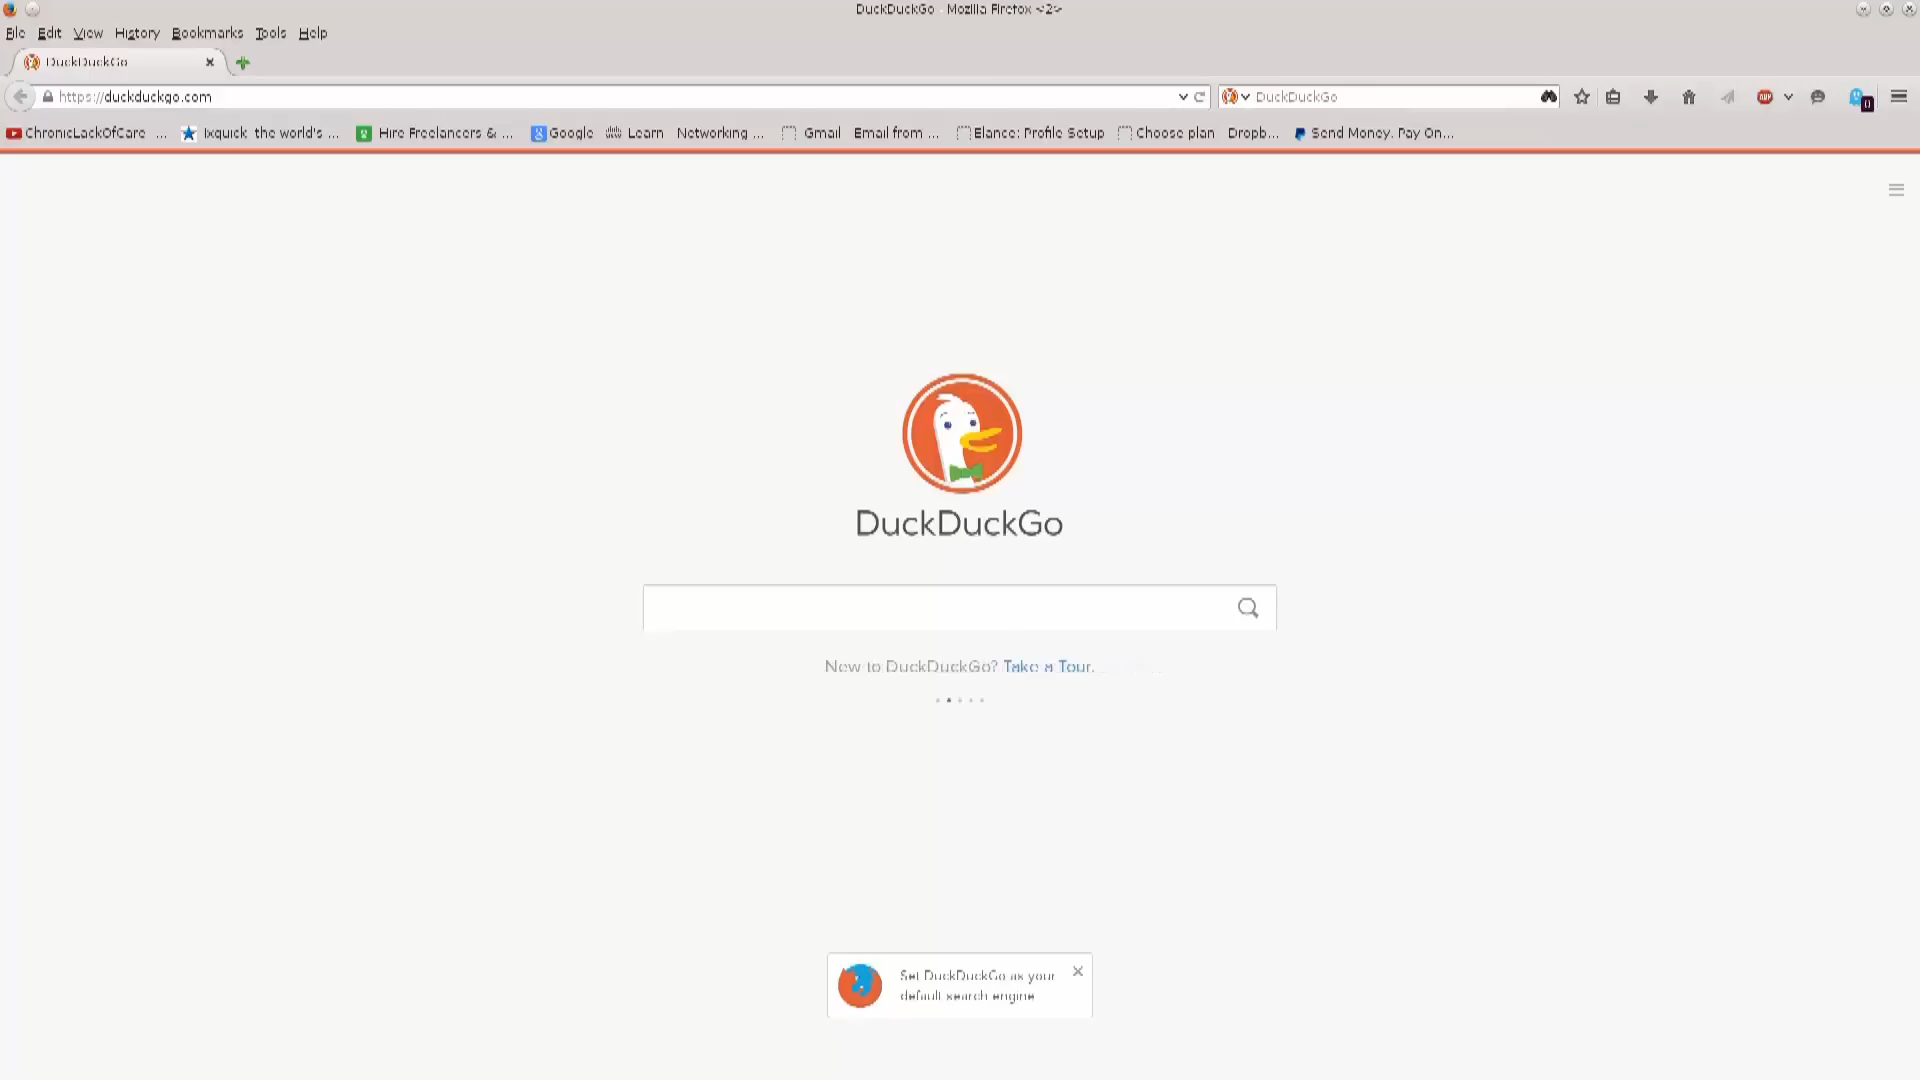 DuckDuckGo - Mozilla Firefox <2>
File Edit View History Bookmarks Tools Help
DuckDuckGo
https://duckduckgo.com
DuckDuckGo
ABP
0
ChronicLackOfCare ... Ixquick the world's ... Hire Freelancers & ... Google Learn Networking ... Gmail Email from ... Elance: Profile Setup Choose plan Dropb... Send Money, Pay On...
DuckDuckGo
New to DuckDuckGo? Take a Tour.
Set DuckDuckGo as your
default search engine